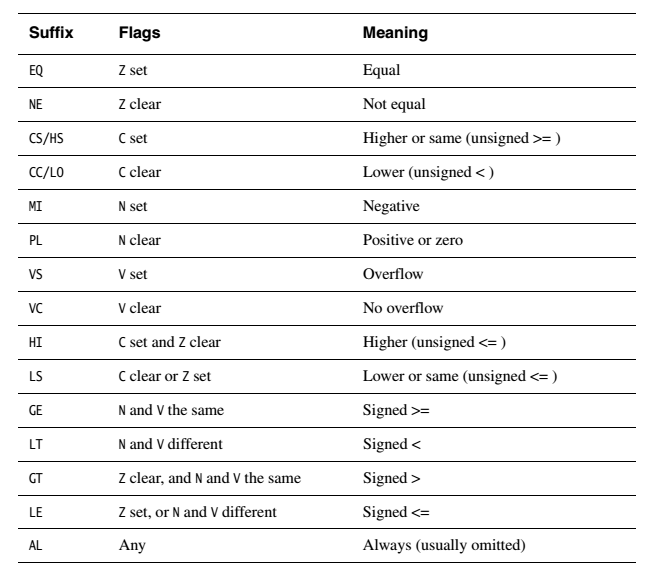 Suffix Flags Meaning
EQ Z set Equal
NE Z clear Not equal
CS/HS C set Higher or same (unsigned >= )
CC/LO C clear Lower (unsigned < )
MI N set Negative
PL N clear Positive or zero
VS V set Overflow
VC V clear No overflow
HI C set and Z clear Higher (unsigned <= )
LS C clear or Z set Lower or same (unsigned <= )
GE N and V the same Signed >=
LT N and V different Signed <
GT Z clear, and N and V the same Signed >
LE Z set, or N and V different Signed <=
AL Any Always (usually omitted)